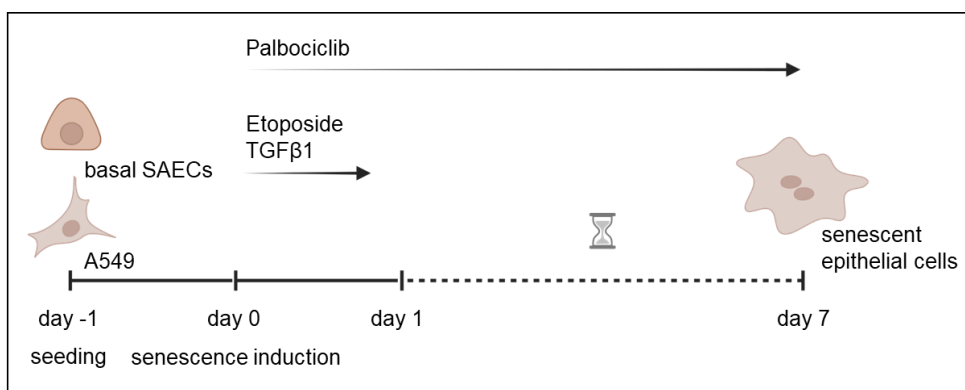 Palbociclib
Etoposide
TGFβ1
basal SAECs
A549
senescent
epithelial cells
day -1
day 0
day 1
day 7
seeding
senescence induction